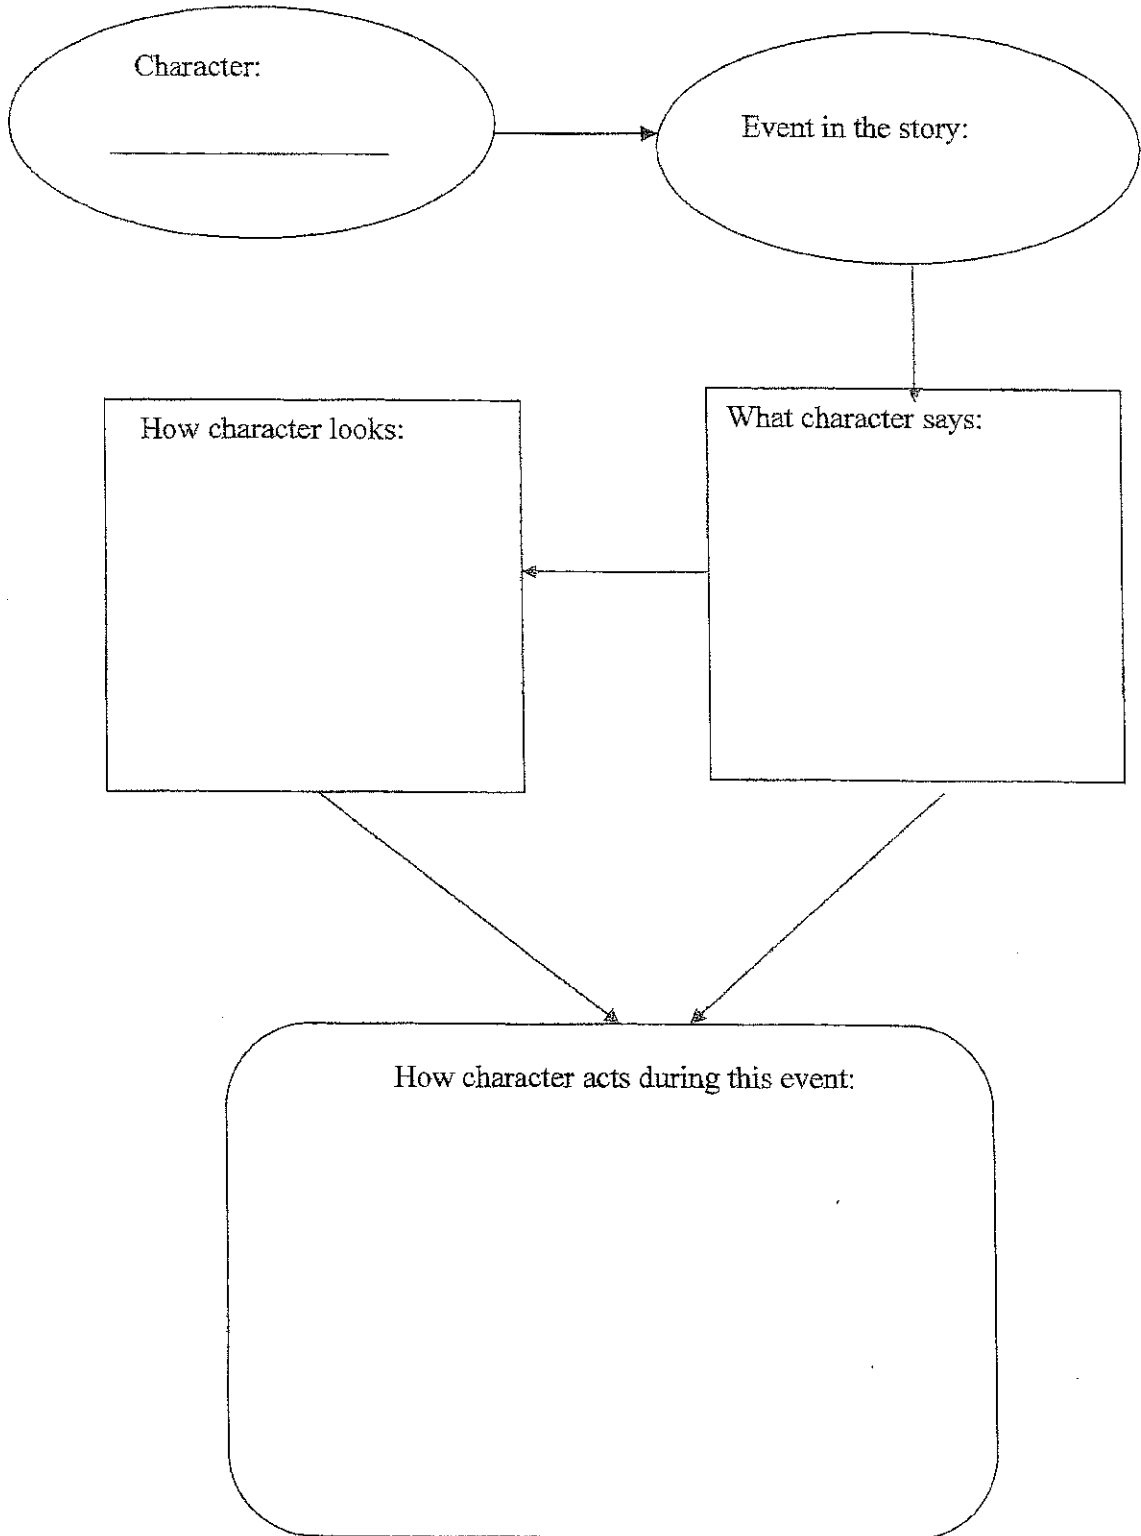 Character:
Event in the story:
How character looks:
What character says:
How character acts during this event: